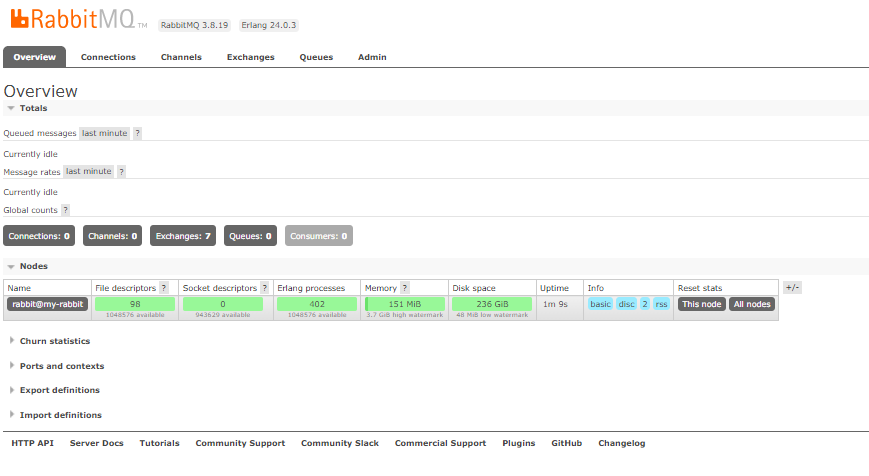 RabbitMQ TM RabbitMQ 3.8.19 Erlang 24.0.3
Overview Connections Channels Exchanges Queues Admin
Overview
Totals
Queued messages last minute ?
Currently idle
Message rates last minute ?
Currently idle
Global counts ?
Connections: 0 Channels: 0 Exchanges: 7 Queues: 0 Consumers: 0
Nodes
Name File descriptors ? Socket descriptors ? Erlang processes Memory ? Disk space Uptime Info Reset stats +/-
rabbit@my-rabbit 98 0 402 151 MiB 236 GiB 1m 9s basic disc 2 rss This node All nodes
1048576 available 943629 available 1048576 available 3.7 GiB high watermark 48 MiB low watermark
Churn statistics
Ports and contexts
Export definitions
Import definitions
HTTP API Server Docs Tutorials Community Support Community Slack Commercial Support Plugins GitHub Changelog